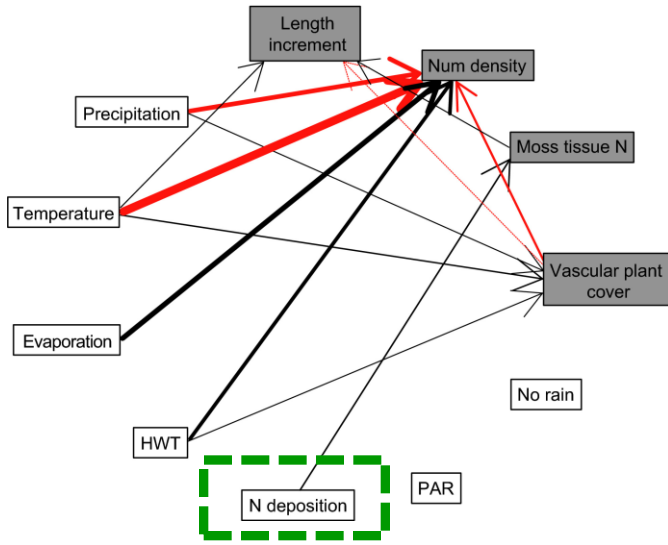 Length
increment
Num density
Precipitation
Moss tissue N
Temperature
Vascular plant
cover
Evaporation
No rain
HWT
PAR
N deposition